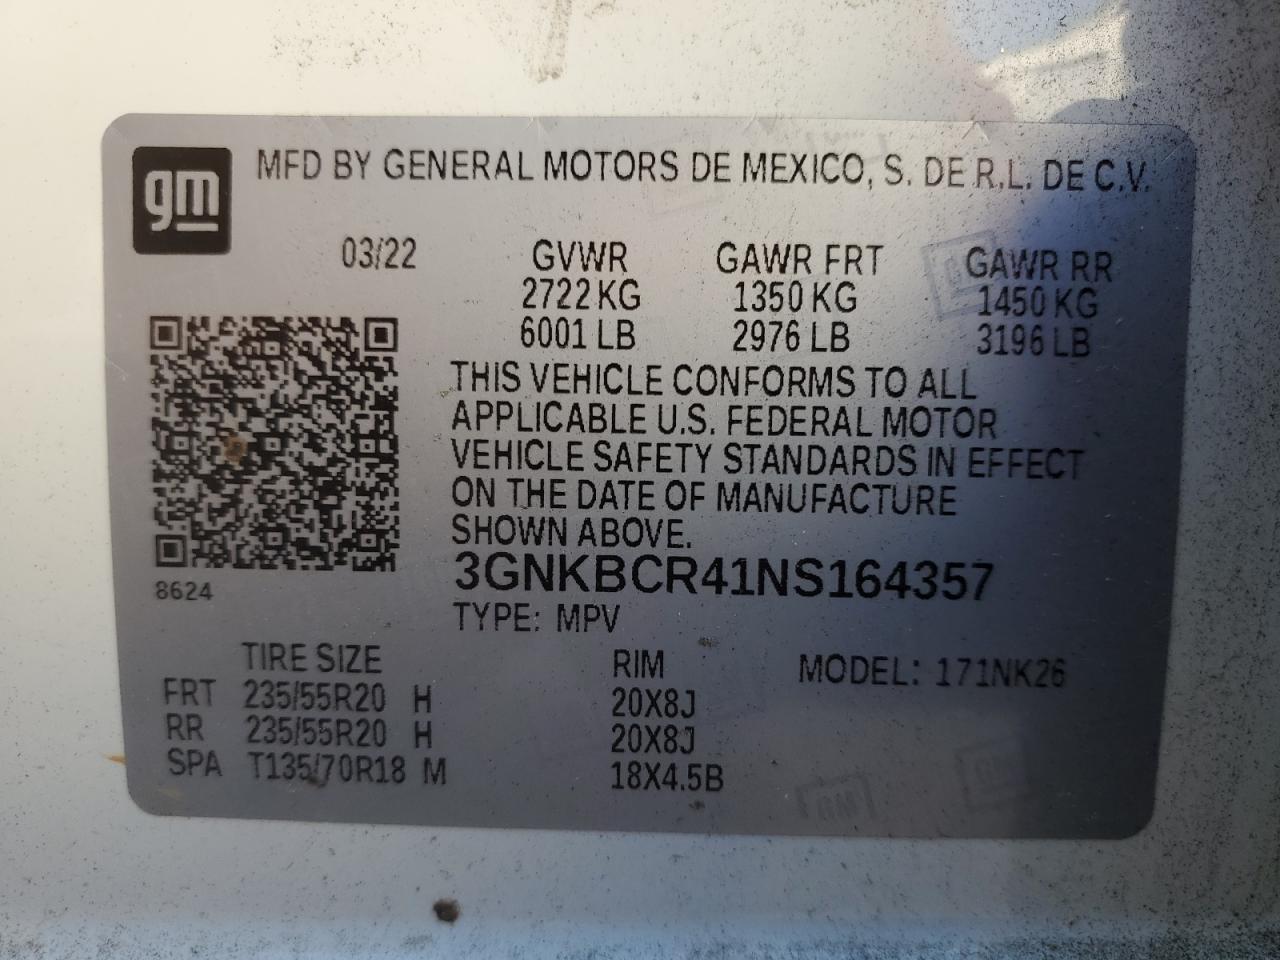 gm MFD BY GENERAL MOTORS DE MEXICO, S. DE R.L. DE C.V.
03/22 GVWR GAWR FRT GAWR RR
2722 KG 1350 KG 1450 KG
6001 LB 2976 LB 3196 LB
THIS VEHICLE CONFORMS TO ALL
APPLICABLE U.S. FEDERAL MOTOR
VEHICLE SAFETY STANDARDS IN EFFECT
ON THE DATE OF MANUFACTURE
SHOWN ABOVE.
3GNKBCR41NS164357
8624
TYPE: MPV
TIRE SIZE RIM MODEL: 171NK26
FRT 235/55R20 H 20X8J
RR 235/55R20 H 20X8J
SPA T135/70R18 M 18X4.5B
GM
GM
GM